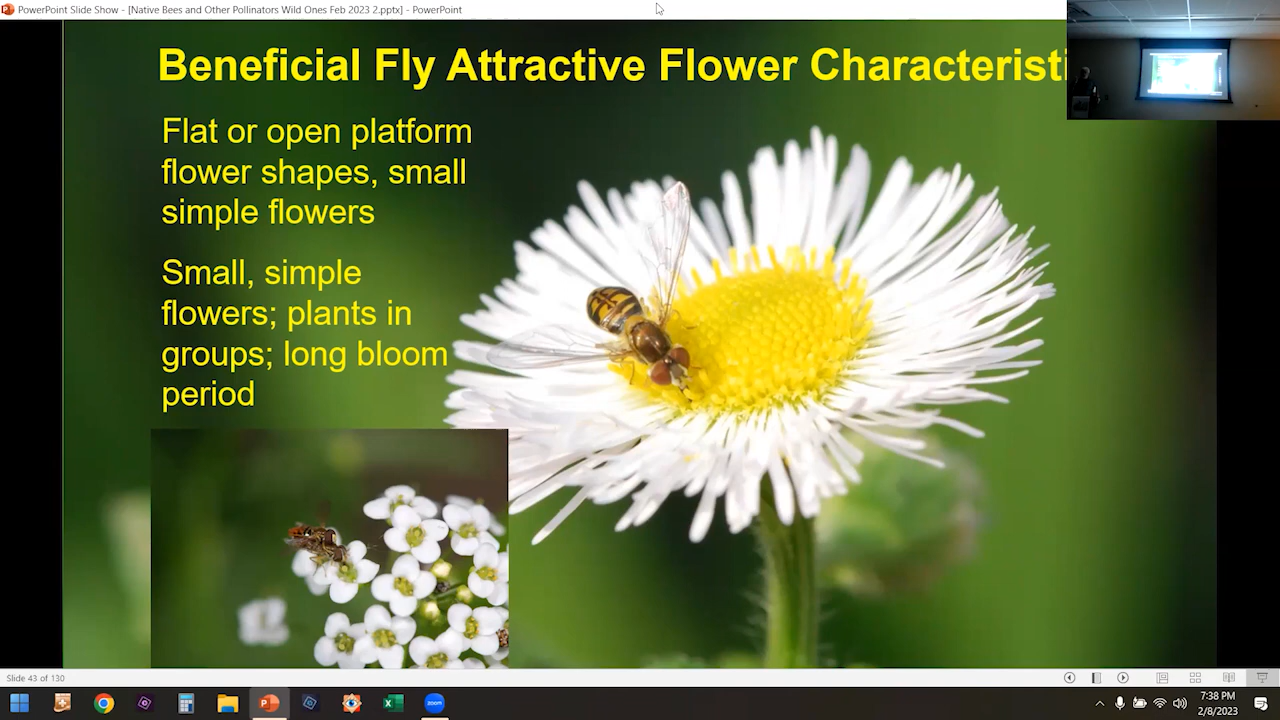 PowerPoint Slide Show - [Native Bees and Other Pollinators Wild Ones Feb 2023 2.pptx] - PowerPoint
Beneficial Fly Attractive Flower Characteristi
Flat or open platform
flower shapes, small
simple flowers
Small, simple
flowers; plants in
groups; long bloom
period
Slide 43 of 130
zoom
7:38 PM
2/8/2023